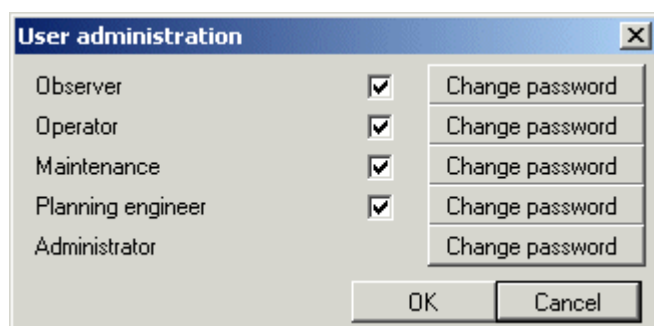 User administration
Observer Change password
Operator Change password
Maintenance Change password
Planning engineer Change password
Administrator Change password
OK Cancel